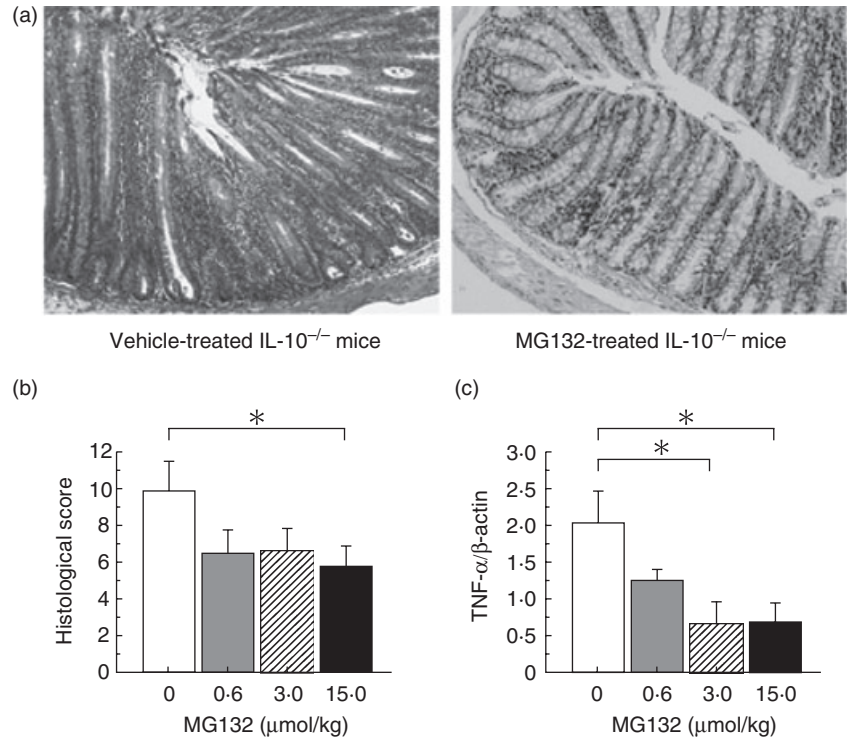 (a)
Vehicle-treated IL-10–/– mice
MG132-treated IL-10–/– mice
(b)
*
12
10
8
6
4
2
0
Histological score
0
0·6
3·0
15·0
MG132 (μmol/kg)
(c)
*
*
3·0
2·5
2·0
1·5
1·0
0·5
0
TNF-α/β-actin
0
0·6
3·0
15·0
MG132 (μmol/kg)